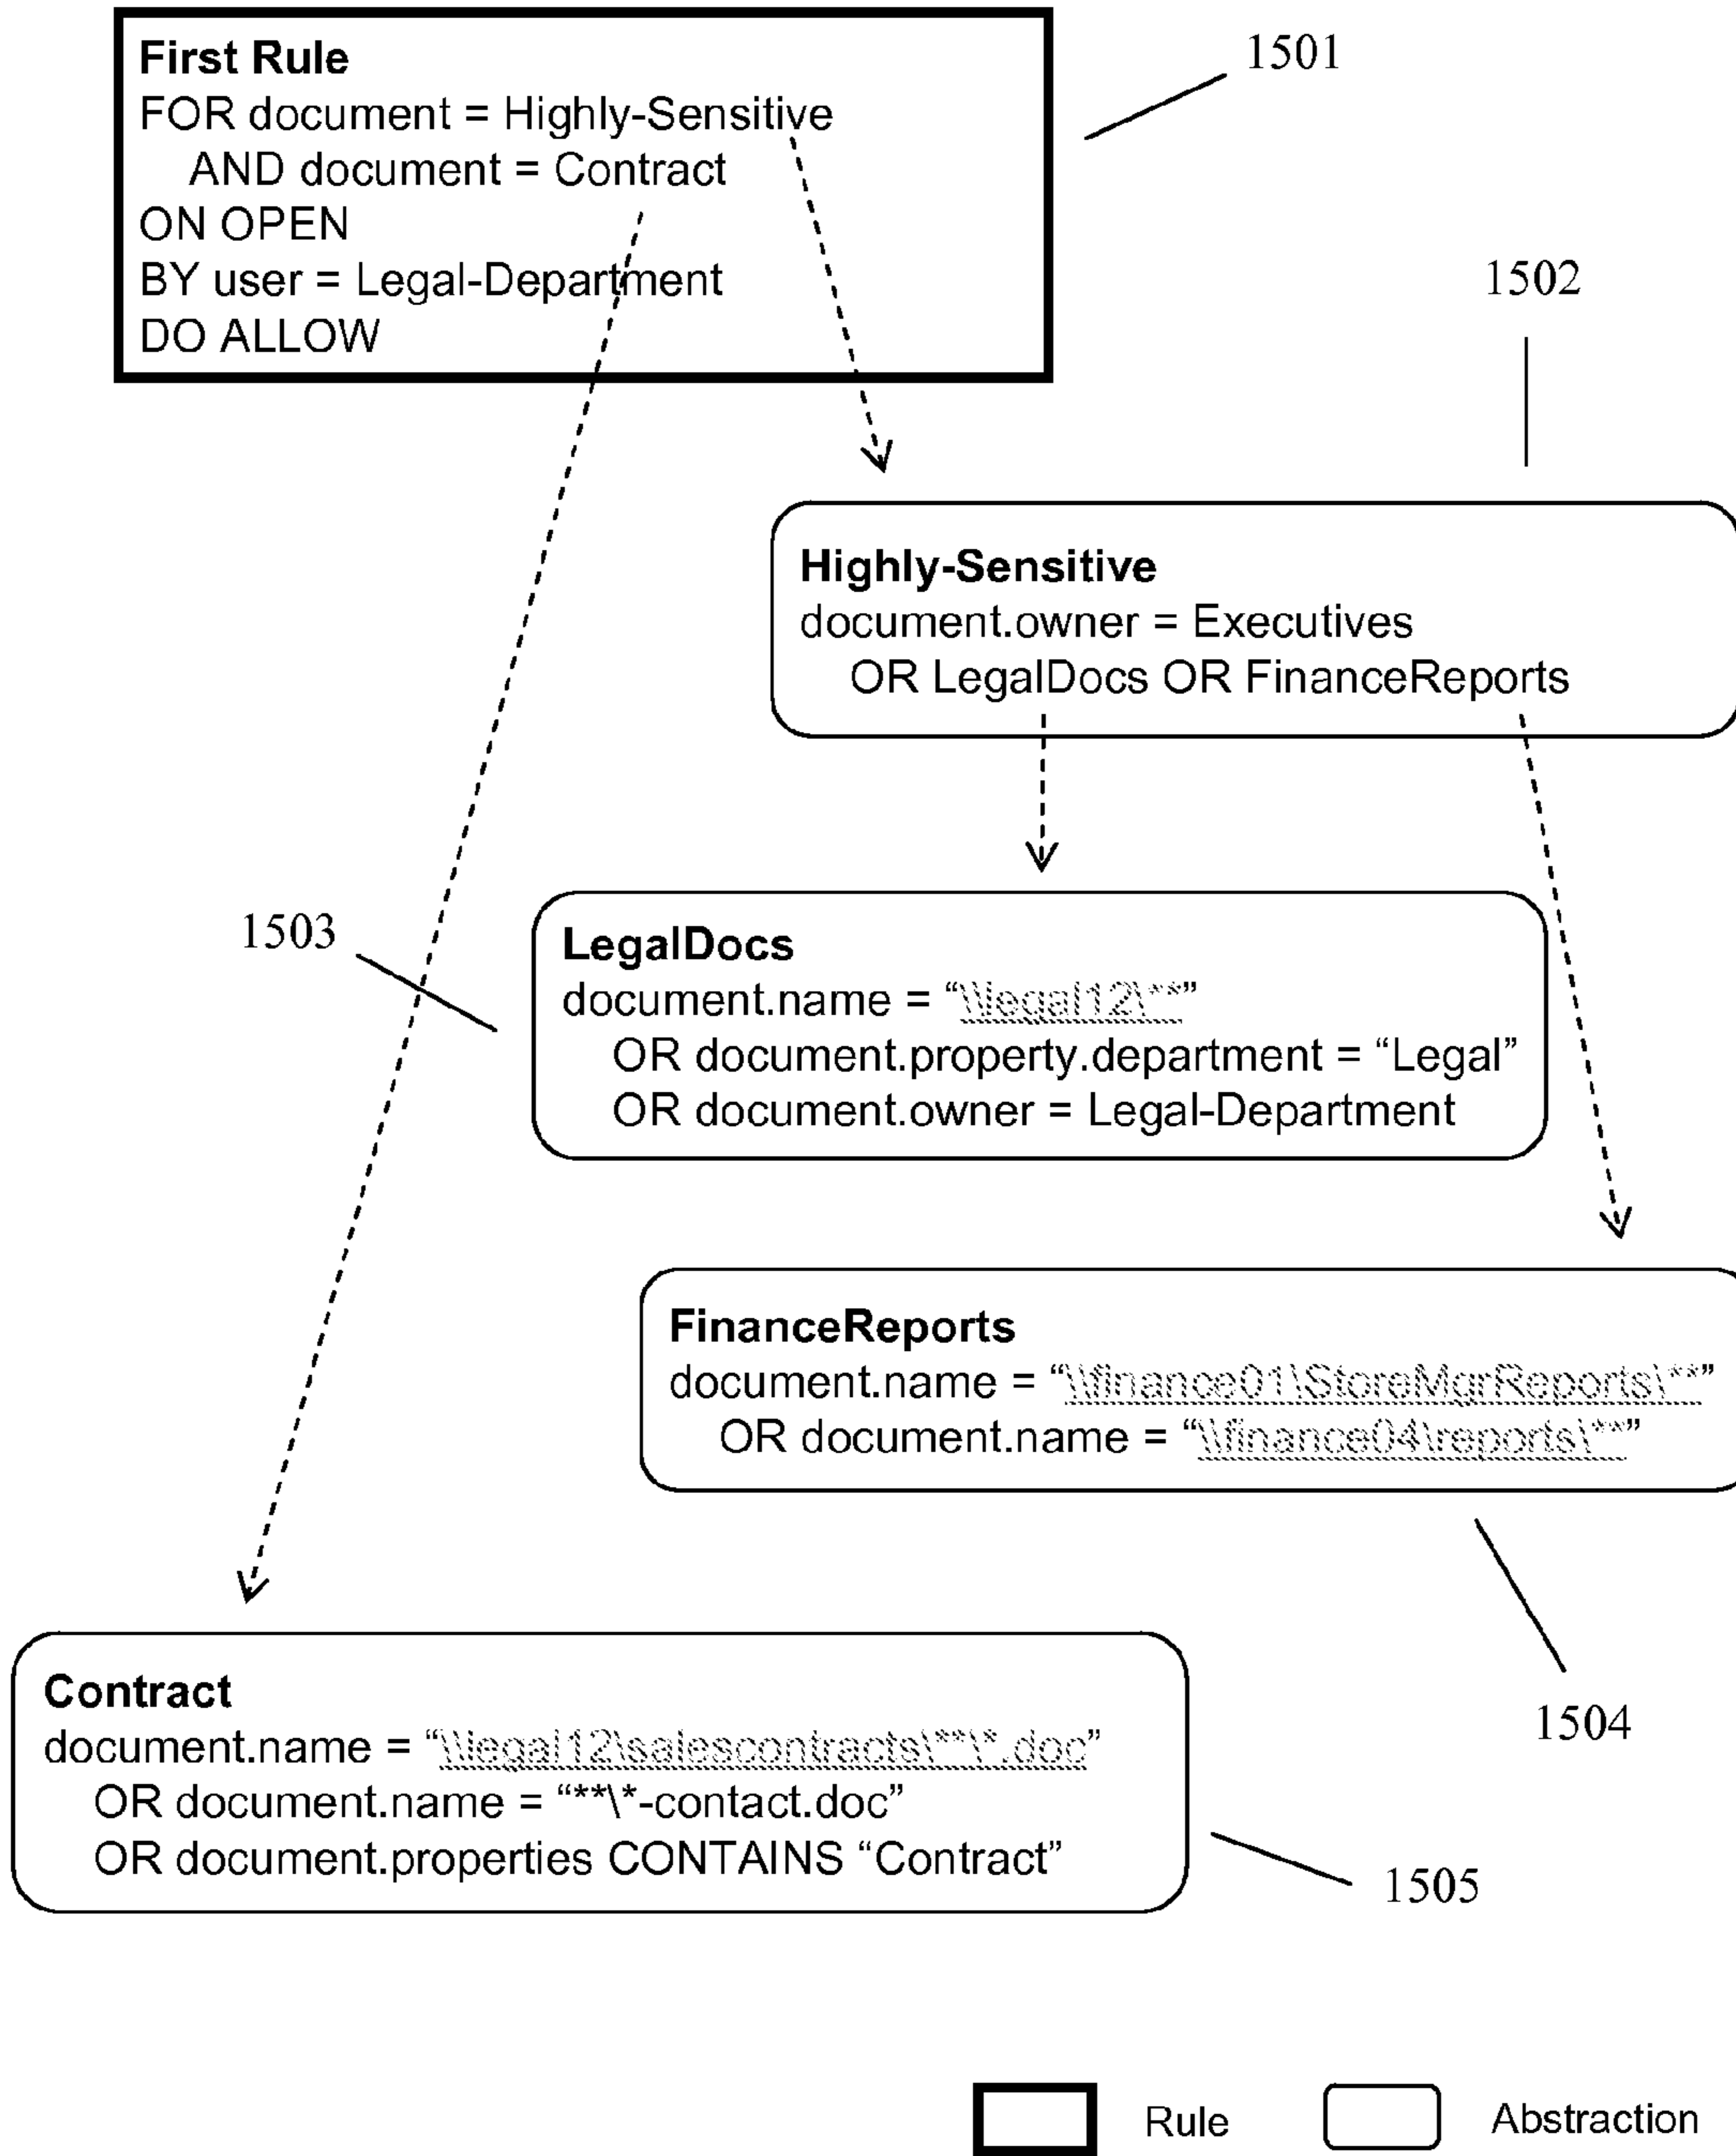 First Rule
FOR document = Highly-Sensitive
AND document = Contract
ON OPEN
BY user = Legal-Department
DO ALLOW
1501
1502
Highly-Sensitive
document.owner = Executives
OR LegalDocs OR FinanceReports
1503
LegalDocs
document.name = “\\legal12\**”
OR document.property.department = “Legal”
OR document.owner = Legal-Department
FinanceReports
document.name = “\\finance01\StoreMgrReports\**”
OR document.name = “\\finance04\reports\**”
1504
Contract
document.name = “\\legal12\salescontracts\**\*.doc”
OR document.name = “**\*-contact.doc”
OR document.properties CONTAINS “Contract”
1505
Rule
Abstraction